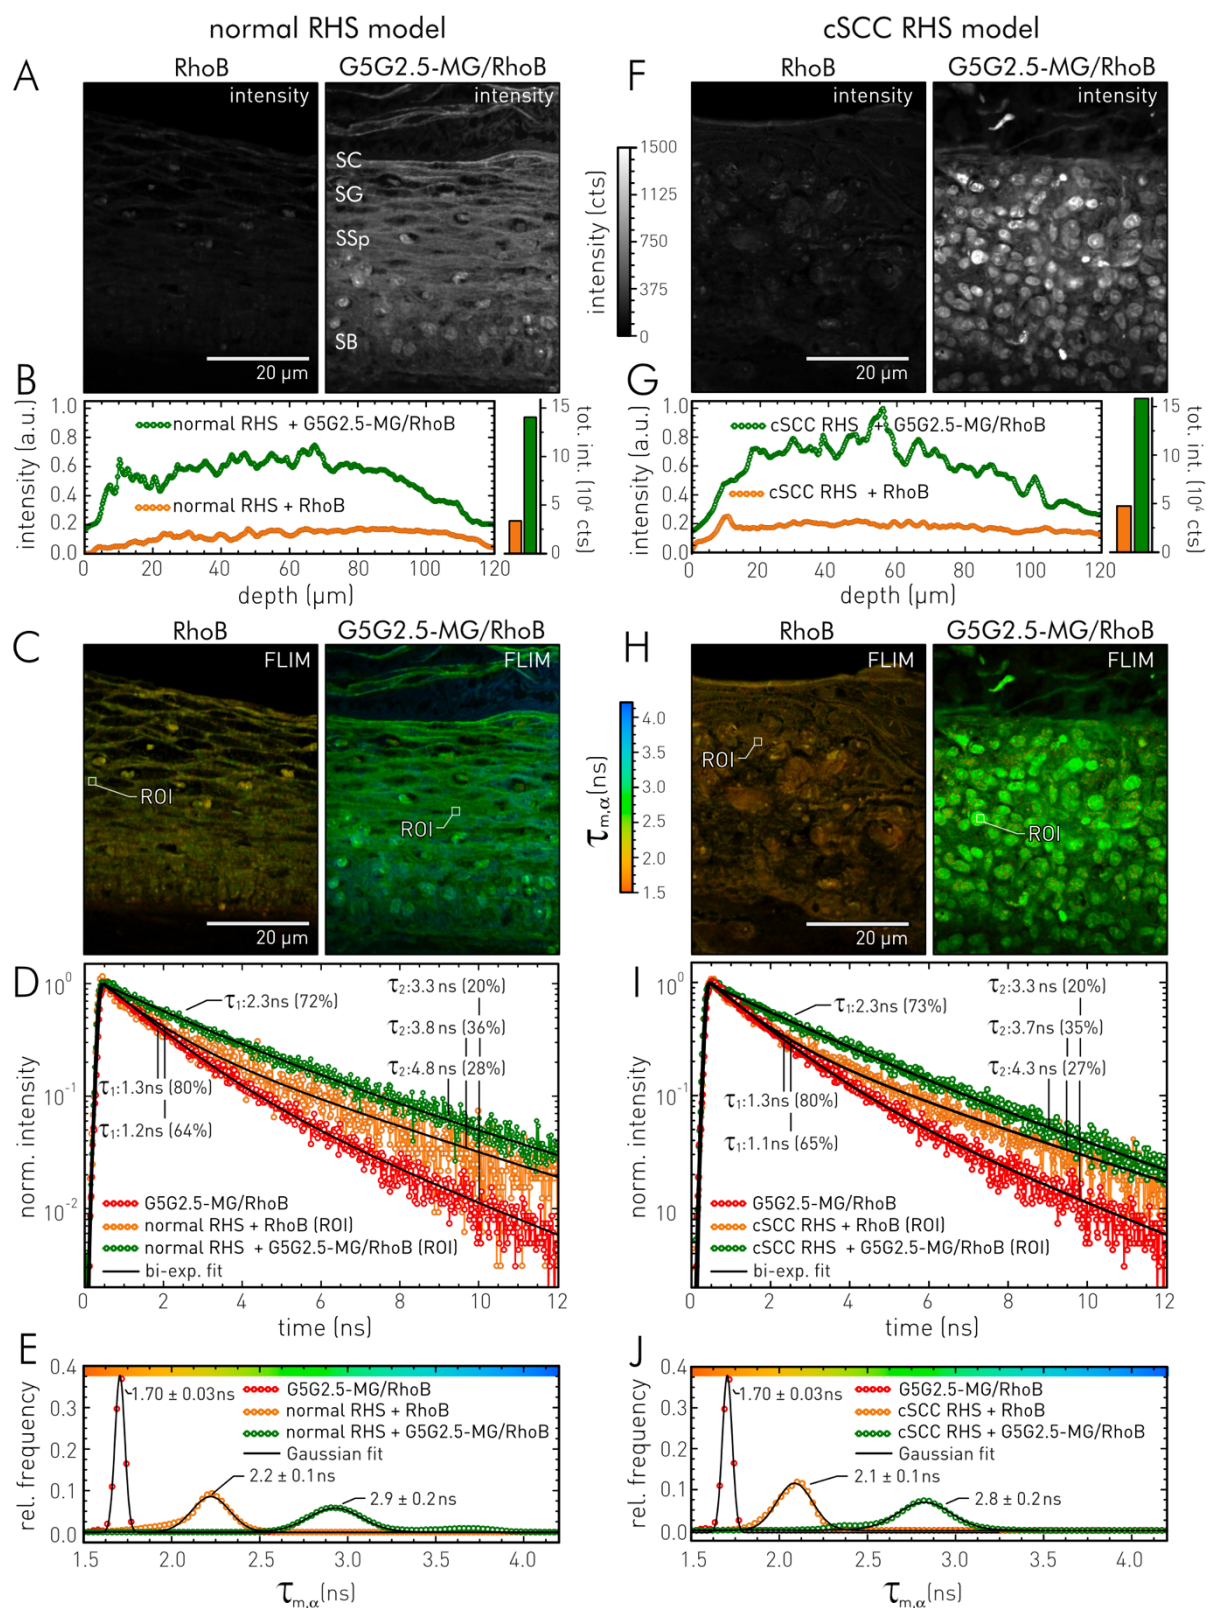 normal RHS model
cSCC RHS model
A
RhoB
G5G2.5-MG/RhoB
intensity
intensity
SC
SG
SSp
SB
20 µm
F
RhoB
G5G2.5-MG/RhoB
intensity
intensity
intensity (cts)
1500
1125
750
375
0
20 µm
B
intensity (a.u.)
1.0
0.8
0.6
0.4
0.2
0.0
normal RHS + G5G2.5-MG/RhoB
normal RHS + RhoB
0 20 40 60 80 100 120
depth (µm)
15
10
5
0
tot. int. (10⁴ cts)
G
intensity (a.u.)
1.0
0.8
0.6
0.4
0.2
0.0
cSCC RHS + G5G2.5-MG/RhoB
cSCC RHS + RhoB
0 20 40 60 80 100 120
depth (µm)
15
10
5
0
tot. int. (10⁴ cts)
C
RhoB
G5G2.5-MG/RhoB
FLIM
FLIM
ROI
ROI
20 µm
H
RhoB
G5G2.5-MG/RhoB
FLIM
FLIM
ROI
ROI
τm,α(ns)
4.0
3.5
3.0
2.5
2.0
1.5
20 µm
D
norm. intensity
10⁰
10⁻¹
10⁻²
τ₁:2.3ns (72%)
τ₂:3.3 ns (20%)
τ₂:3.8 ns (36%)
τ₂:4.8 ns (28%)
τ₁:1.3ns (80%)
τ₁:1.2ns (64%)
G5G2.5-MG/RhoB
normal RHS + RhoB (ROI)
normal RHS + G5G2.5-MG/RhoB (ROI)
bi-exp. fit
0 2 4 6 8 10 12
time (ns)
I
norm. intensity
1
0.1
10
τ₁:2.3ns (73%)
τ₂:3.3ns (20%)
τ₂:3.7ns (35%)
τ₂:4.3 ns (27%)
τ₁:1.3ns (80%)
τ₁:1.1ns (65%)
G5G2.5-MG/RhoB
cSCC RHS + RhoB (ROI)
cSCC RHS + G5G2.5-MG/RhoB (ROI)
bi-exp. fit
0 2 4 6 8 10 12
time (ns)
E
rel. frequency
0.4
0.3
0.2
0.1
0.0
1.70 ± 0.03ns
2.2 ± 0.1ns
2.9 ± 0.2ns
G5G2.5-MG/RhoB
normal RHS + RhoB
normal RHS + G5G2.5-MG/RhoB
Gaussian fit
1.5 2.0 2.5 3.0 3.5 4.0
τm,α(ns)
J
rel. frequency
0.4
0.3
0.2
0.1
0.0
1.70 ± 0.03ns
2.1 ± 0.1ns
2.8 ± 0.2ns
G5G2.5-MG/RhoB
cSCC RHS + RhoB
cSCC RHS + G5G2.5-MG/RhoB
Gaussian fit
1.5 2.0 2.5 3.0 3.5 4.0
τm,α(ns)